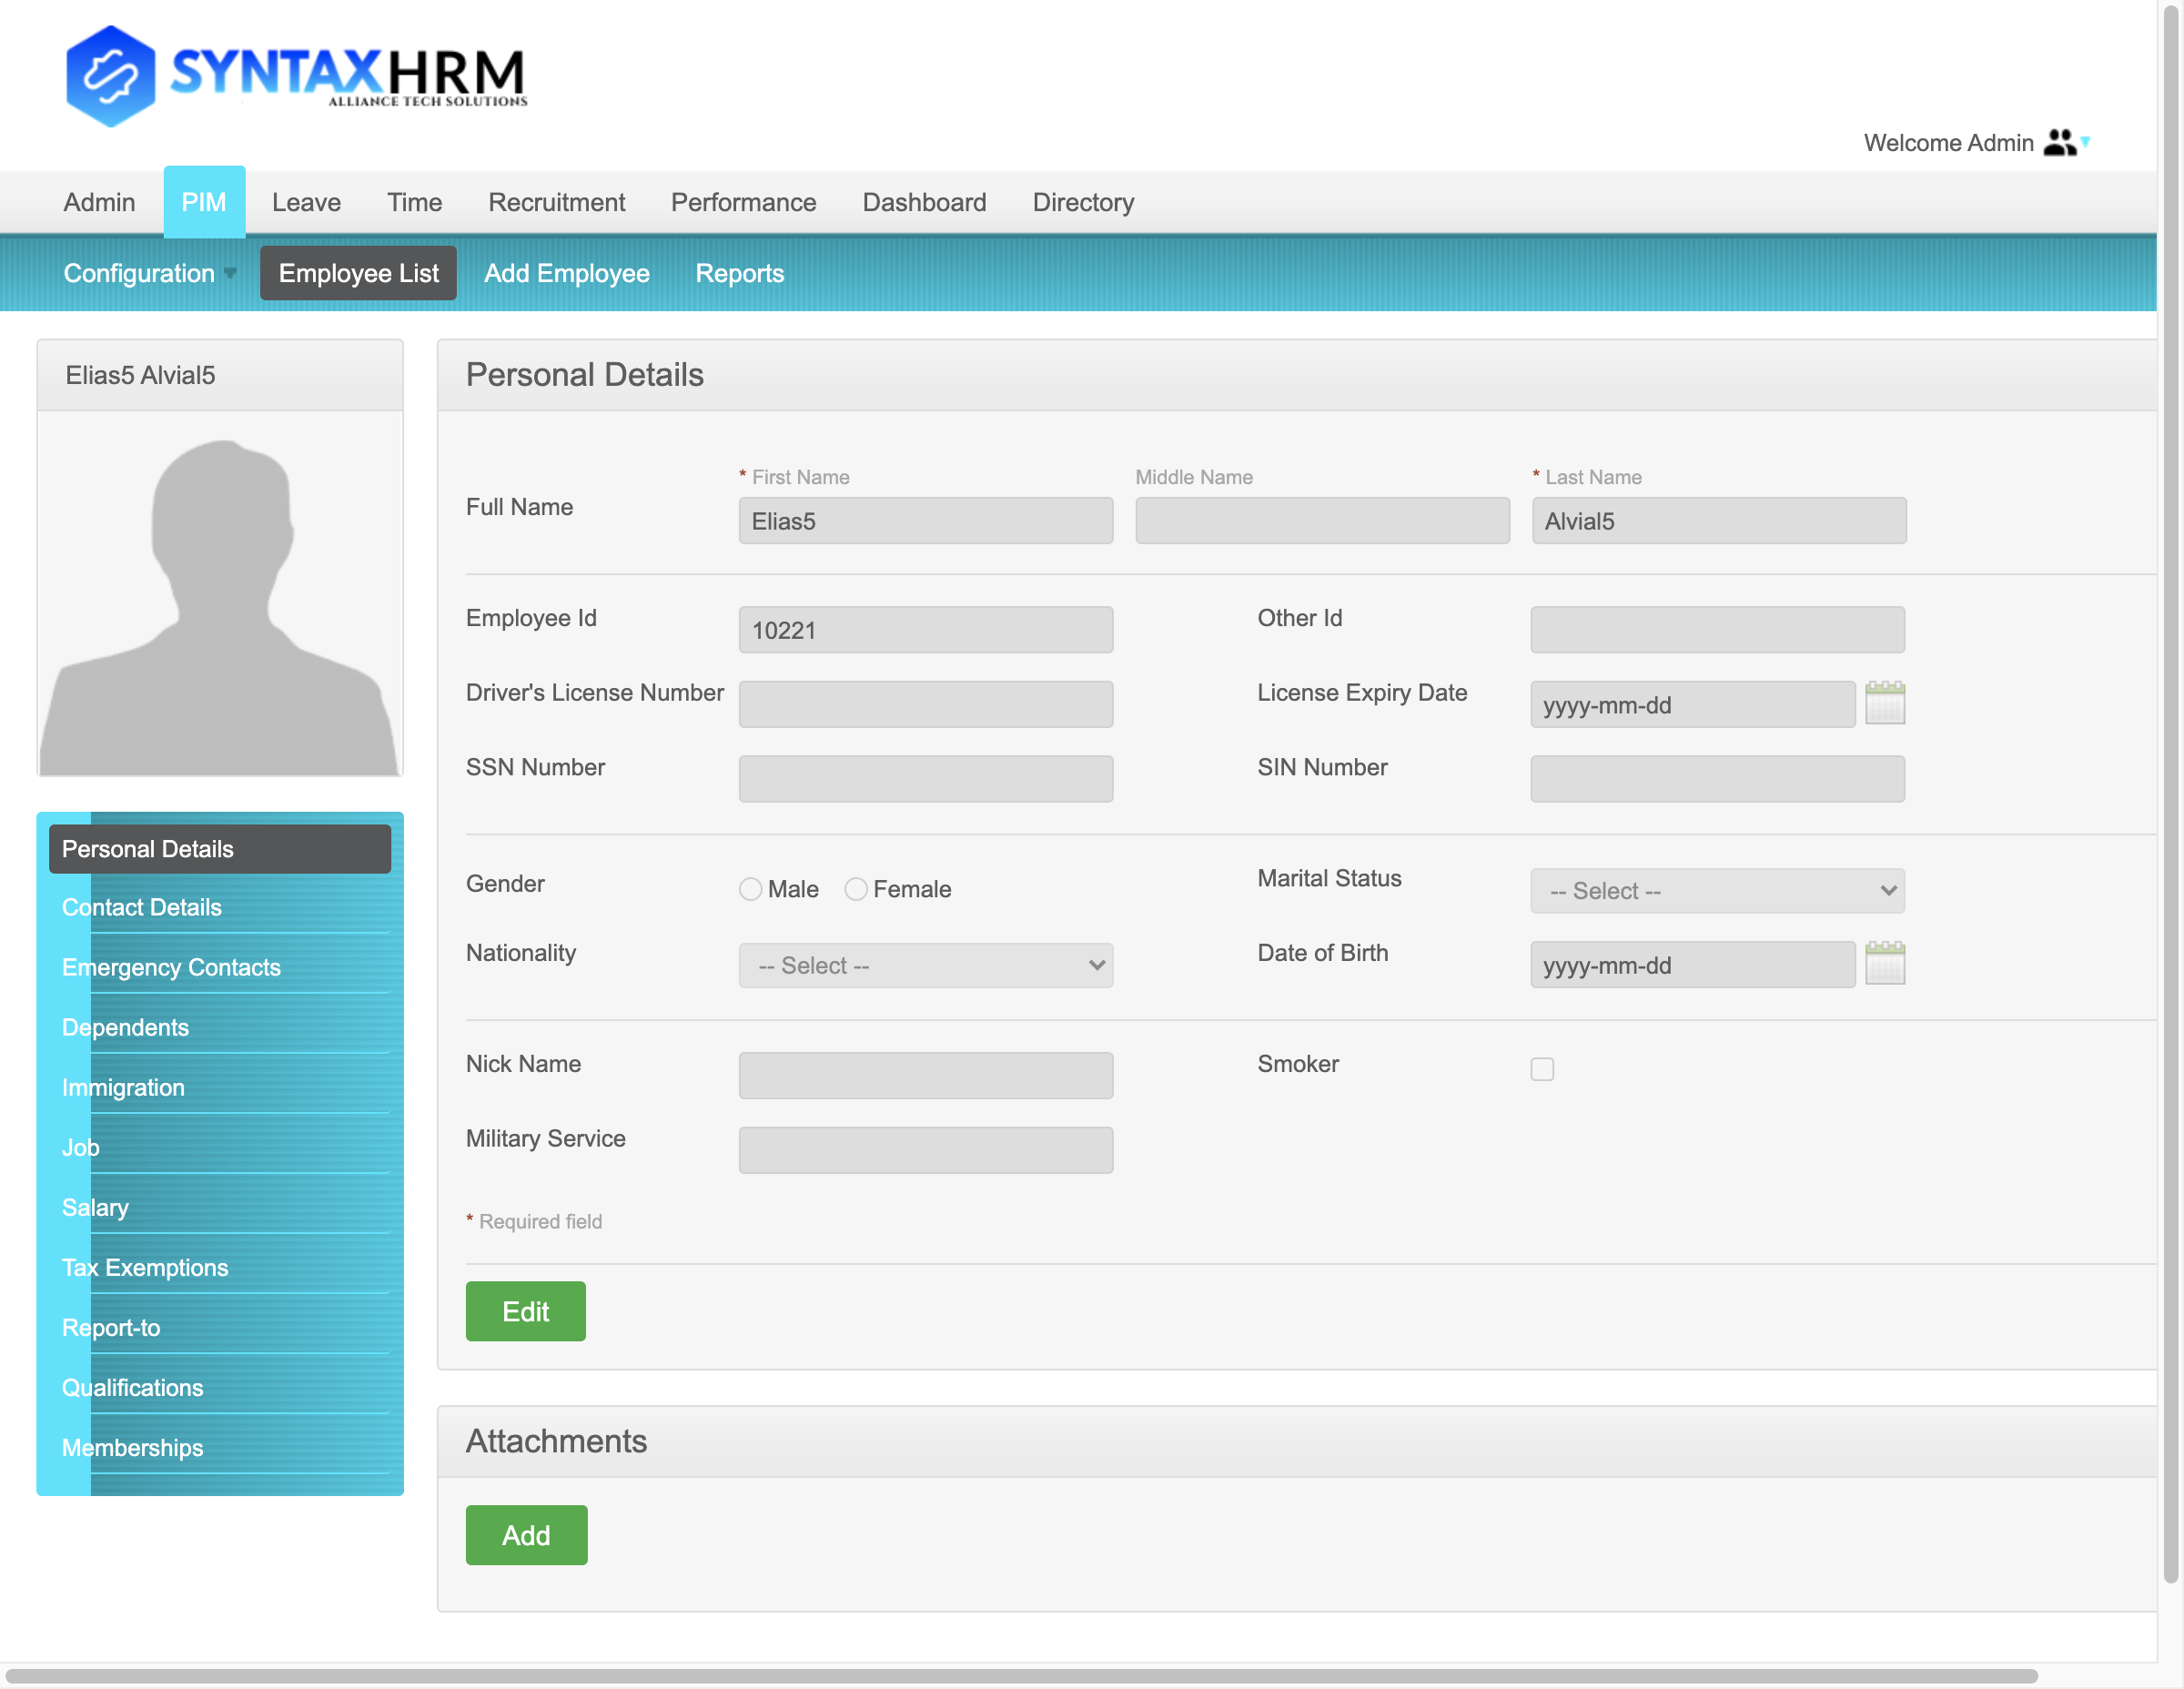 SYNTAXHRM
ALLIANCE TECH SOLUTIONS
Welcome Admin
Admin PIM Leave Time Recruitment Performance Dashboard Directory
Configuration Employee List Add Employee Reports
Elias5 Alvial5
Personal Details
Contact Details
Emergency Contacts
Dependents
Immigration
Job
Salary
Tax Exemptions
Report-to
Qualifications
Memberships
Personal Details
* First Name Middle Name * Last Name
Full Name Elias5 Alvial5
Employee Id 10221 Other Id
Driver's License Number License Expiry Date yyyy-mm-dd
SSN Number SIN Number
Gender Male Female Marital Status -- Select --
Nationality -- Select -- Date of Birth yyyy-mm-dd
Nick Name Smoker
Military Service
* Required field
Edit
Attachments
Add